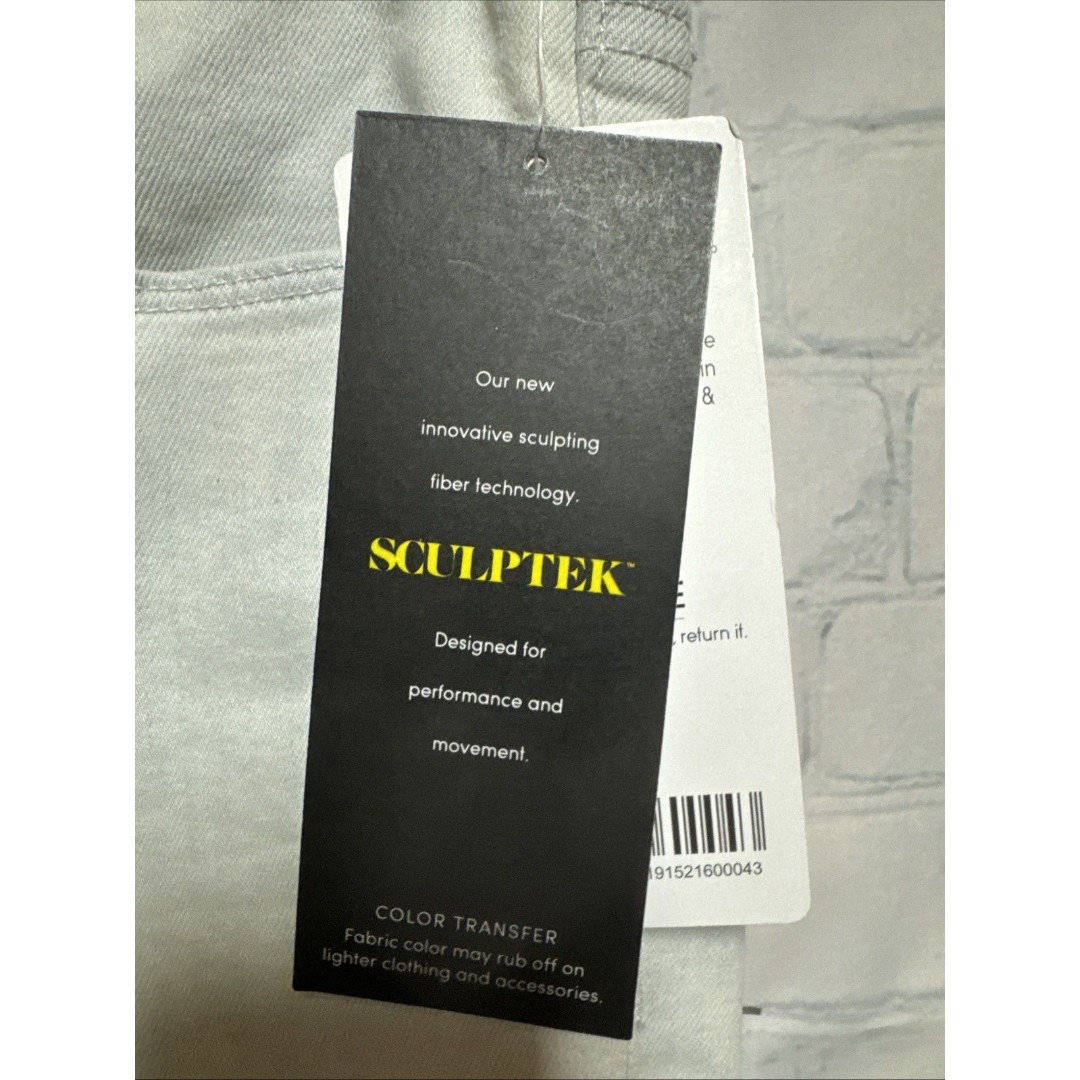 Our new
innovative sculpting
fiber technology.
SCULPTEK™
Designed for
performance and
movement.
COLOR TRANSFER
Fabric color may rub off on
lighter clothing and accessories.
e
in
&
, return it.
191521600043